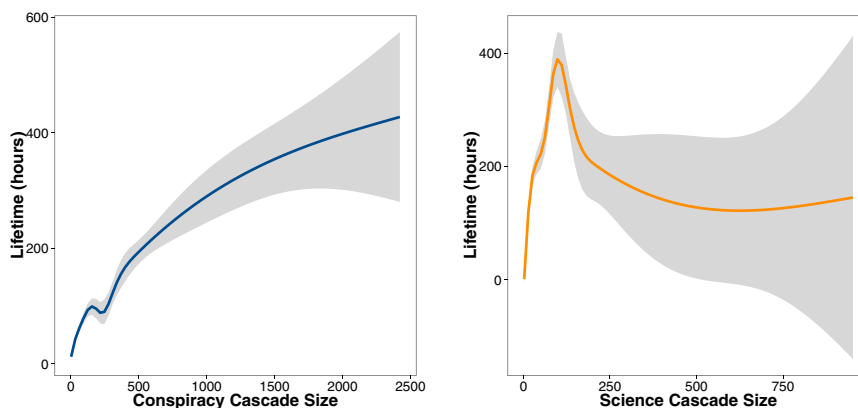 600
400
200
0
Lifetime (hours)
0 500 1000 1500 2000 2500
Conspiracy Cascade Size
400
200
0
Lifetime (hours)
0 250 500 750
Science Cascade Size